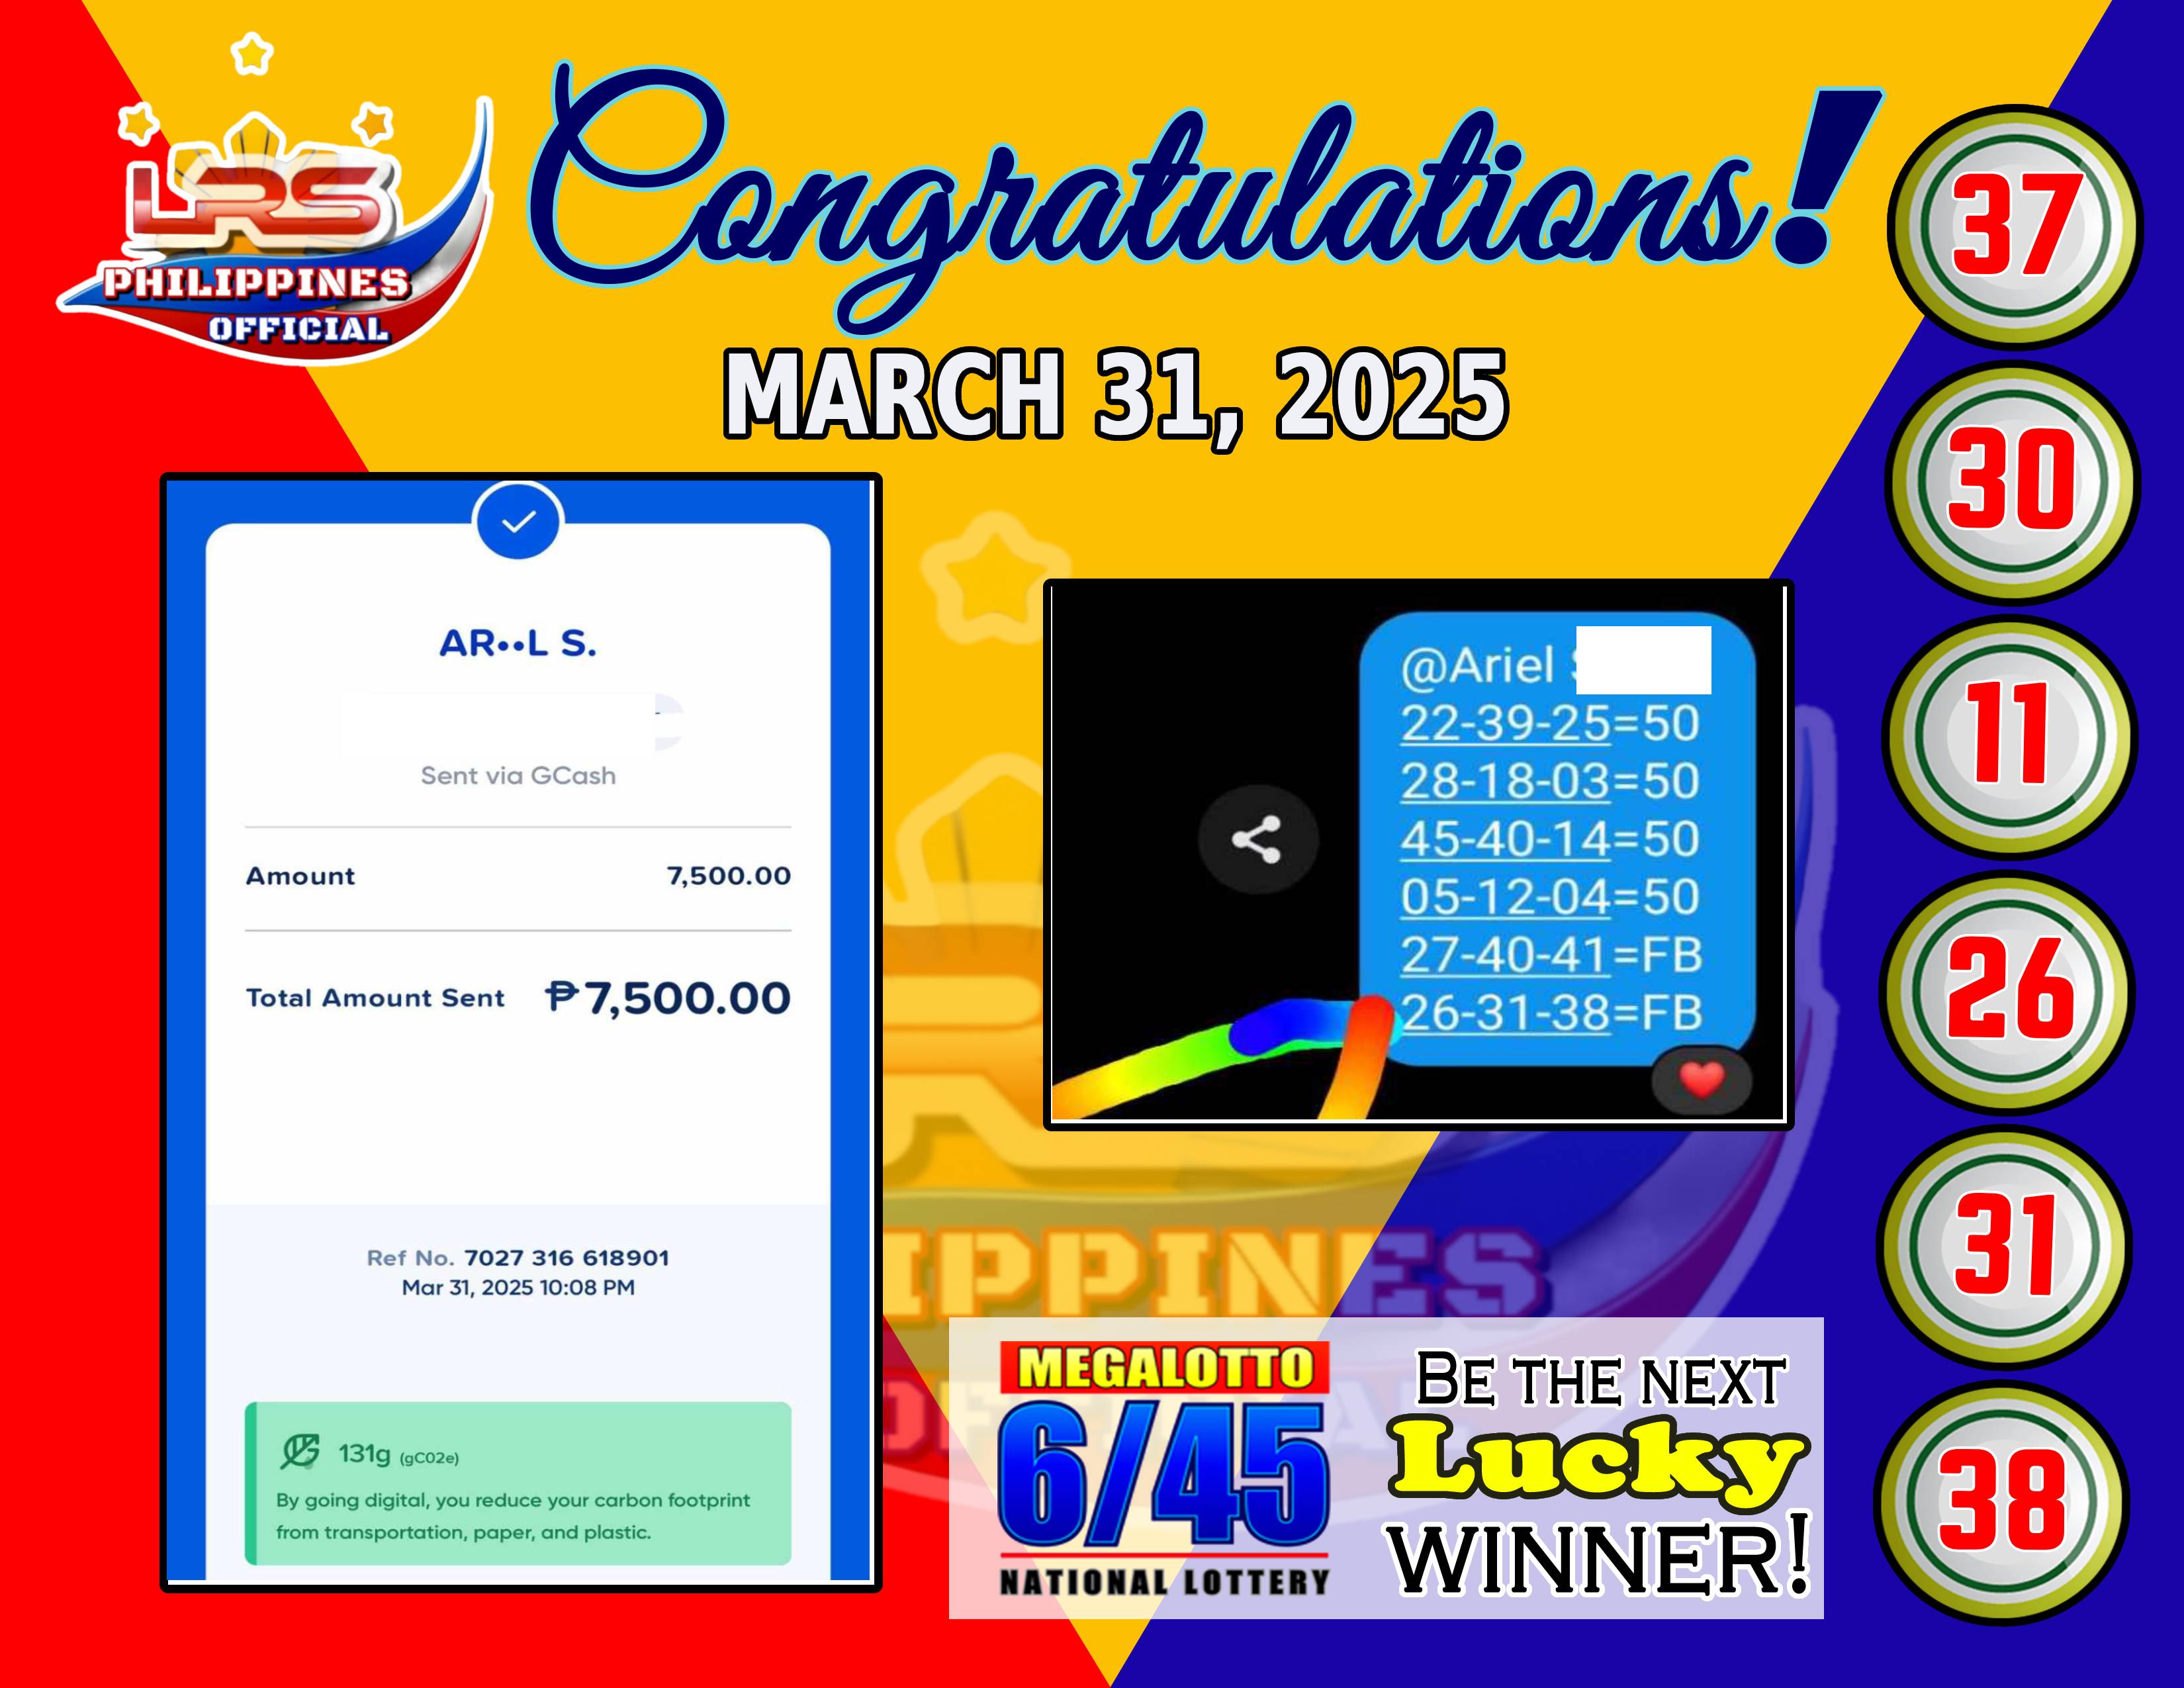 LRS
PHILIPPINES
OFFICIAL
Congratulations!
MARCH 31, 2025
AR••L S.
Sent via GCash
Amount 7,500.00
Total Amount Sent ₱7,500.00
Ref No. 7027 316 618901
Mar 31, 2025 10:08 PM
131g (gCO2e)
By going digital, you reduce your carbon footprint
from transportation, paper, and plastic.
@Ariel
22-39-25=50
28-18-03=50
45-40-14=50
05-12-04=50
27-40-41=FB
26-31-38=FB
MEGALOTTO
6/45
NATIONAL LOTTERY
BE THE NEXT
Lucky
WINNER!
37
30
11
26
31
38